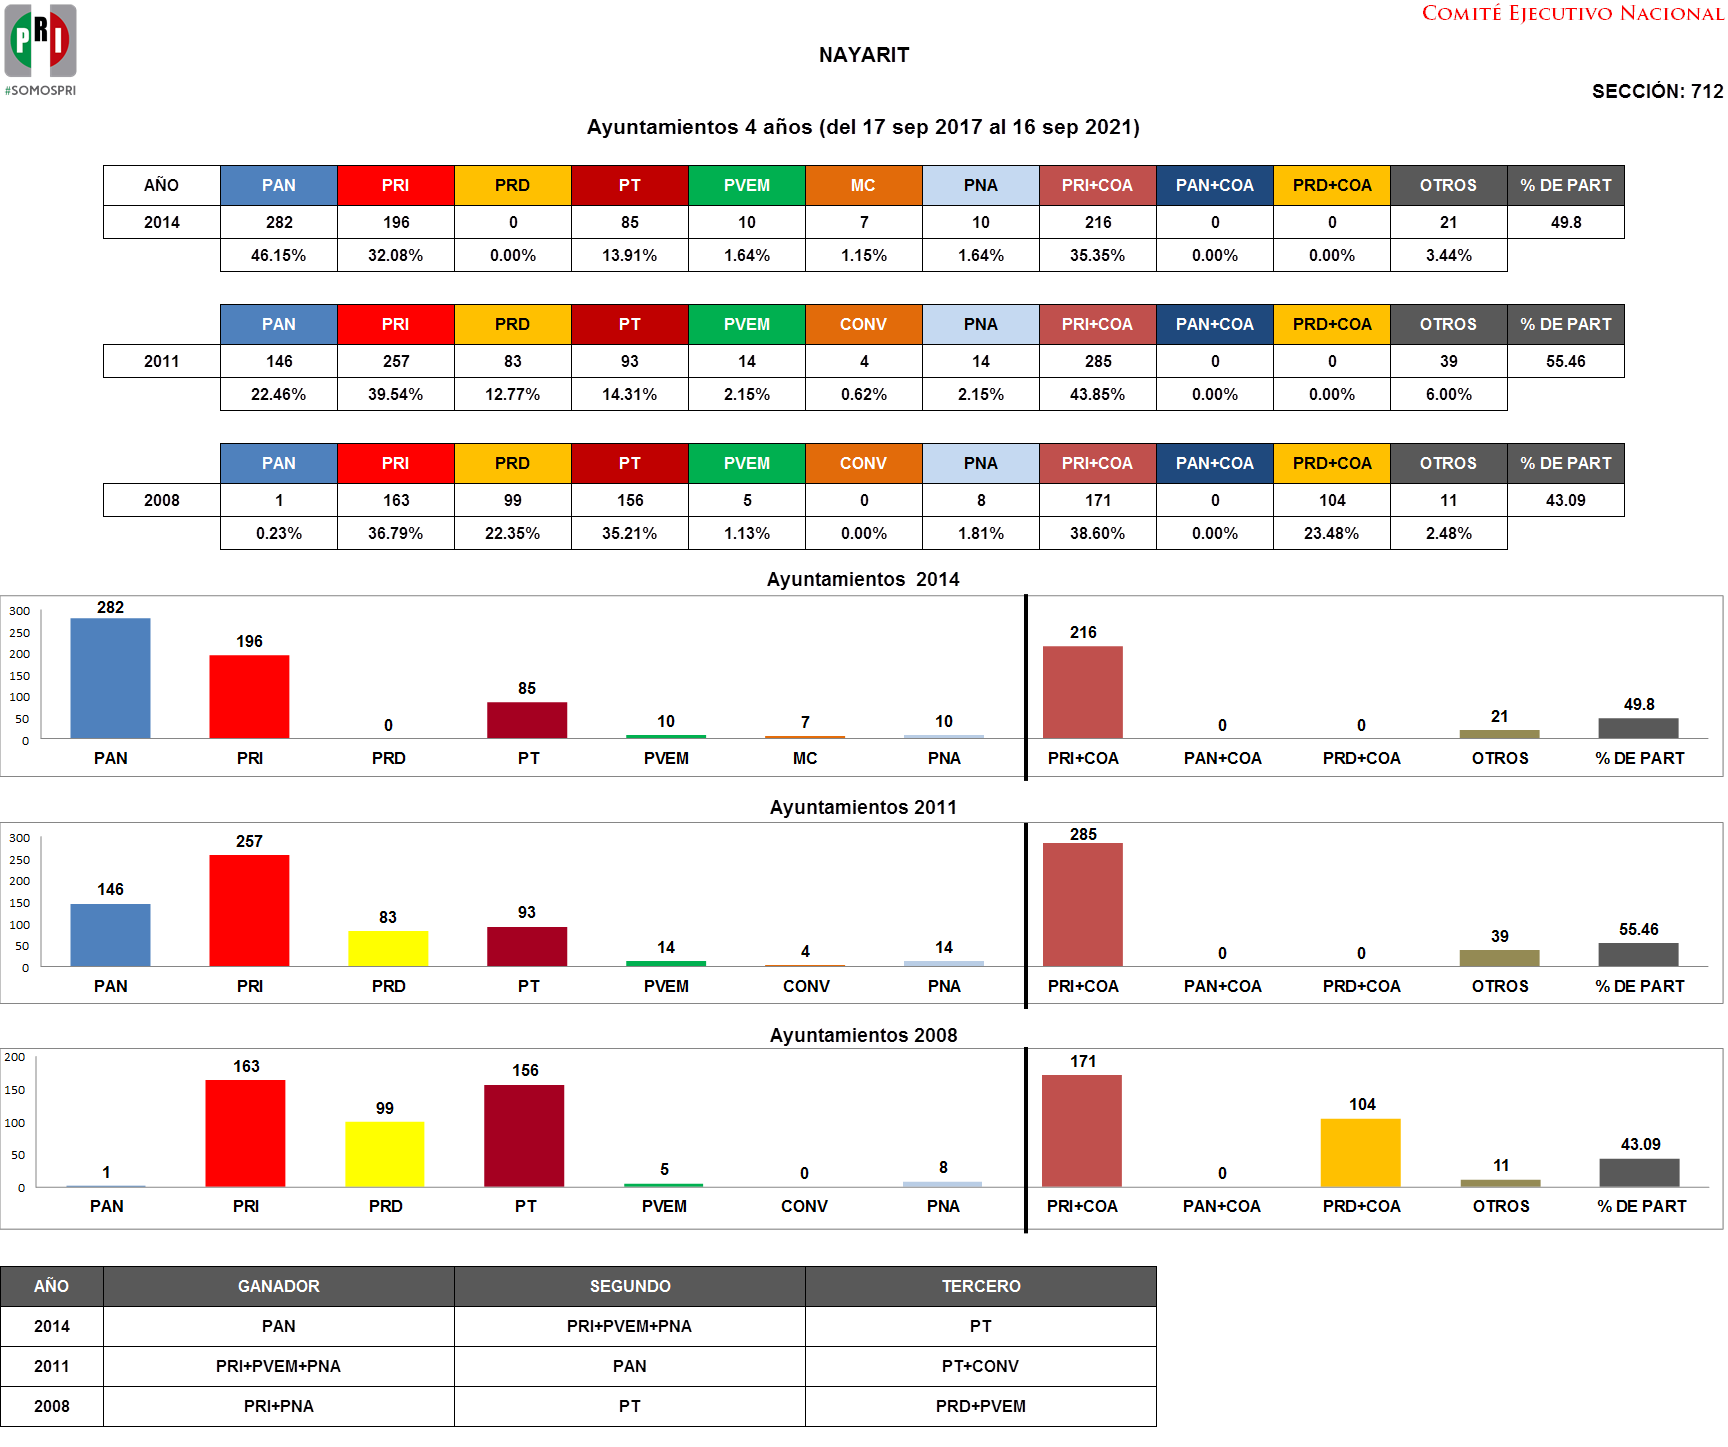 PRI
#SOMOSPRI
COMITÉ EJECUTIVO NACIONAL
NAYARIT
SECCIÓN: 712
Ayuntamientos 4 años (del 17 sep 2017 al 16 sep 2021)
AÑO PAN PRI PRD PT PVEM MC PNA PRI+COA PAN+COA PRD+COA OTROS % DE PART
2014 282 196 0 85 10 7 10 216 0 0 21 49.8
46.15% 32.08% 0.00% 13.91% 1.64% 1.15% 1.64% 35.35% 0.00% 0.00% 3.44%
PAN PRI PRD PT PVEM CONV PNA PRI+COA PAN+COA PRD+COA OTROS % DE PART
2011 146 257 83 93 14 4 14 285 0 0 39 55.46
22.46% 39.54% 12.77% 14.31% 2.15% 0.62% 2.15% 43.85% 0.00% 0.00% 6.00%
PAN PRI PRD PT PVEM CONV PNA PRI+COA PAN+COA PRD+COA OTROS % DE PART
2008 1 163 99 156 5 0 8 171 0 104 11 43.09
0.23% 36.79% 22.35% 35.21% 1.13% 0.00% 1.81% 38.60% 0.00% 23.48% 2.48%
Ayuntamientos 2014
300
250
200
150
100
50
0
282 196 0 85 10 7 10 216 0 0 21 49.8
PAN PRI PRD PT PVEM MC PNA PRI+COA PAN+COA PRD+COA OTROS % DE PART
Ayuntamientos 2011
300
250
200
150
100
50
0
146 257 83 93 14 4 14 285 0 0 39 55.46
PAN PRI PRD PT PVEM CONV PNA PRI+COA PAN+COA PRD+COA OTROS % DE PART
Ayuntamientos 2008
200
150
100
50
0
1 163 99 156 5 0 8 171 0 104 11 43.09
PAN PRI PRD PT PVEM CONV PNA PRI+COA PAN+COA PRD+COA OTROS % DE PART
AÑO GANADOR SEGUNDO TERCERO
2014 PAN PRI+PVEM+PNA PT
2011 PRI+PVEM+PNA PAN PT+CONV
2008 PRI+PNA PT PRD+PVEM